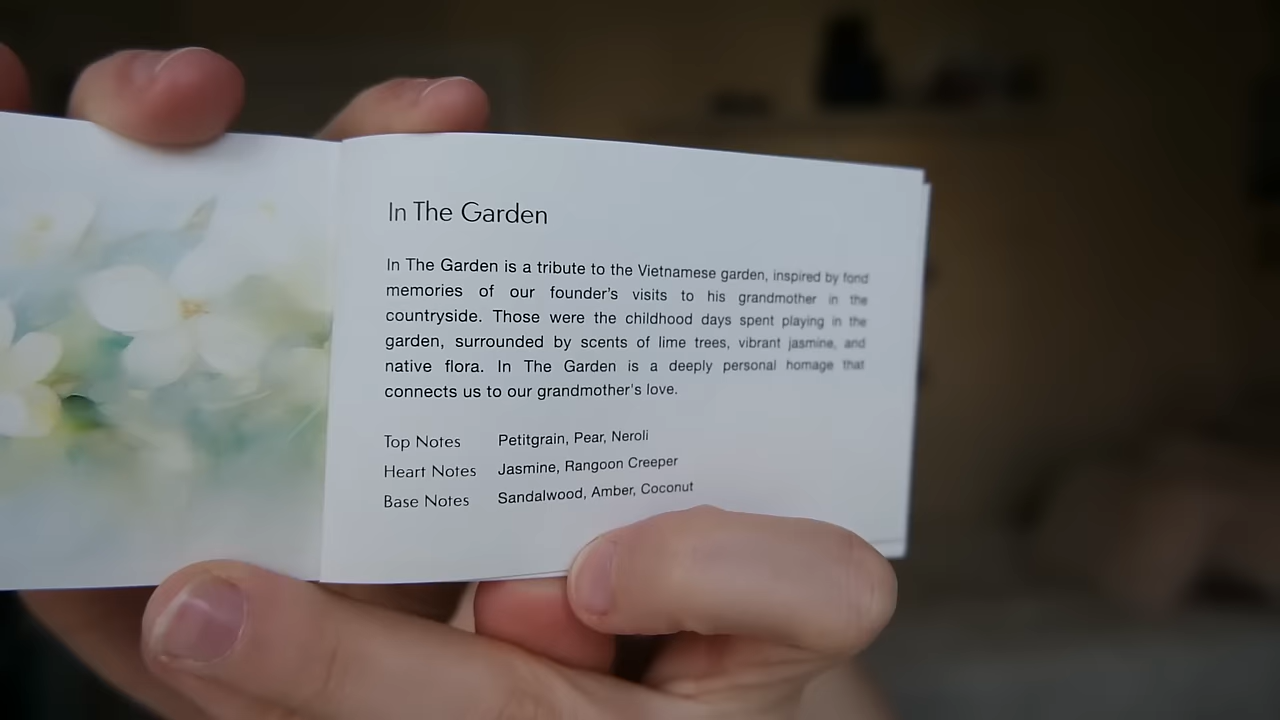 In The Garden
In The Garden is a tribute to the Vietnamese garden, inspired by fond
memories of our founder's visits to his grandmother in the
countryside. Those were the childhood days spent playing in the
garden, surrounded by scents of lime trees, vibrant jasmine, and
native flora. In The Garden is a deeply personal homage that
connects us to our grandmother's love.
Top Notes Petitgrain, Pear, Neroli
Heart Notes Jasmine, Rangoon Creeper
Base Notes Sandalwood, Amber, Coconut